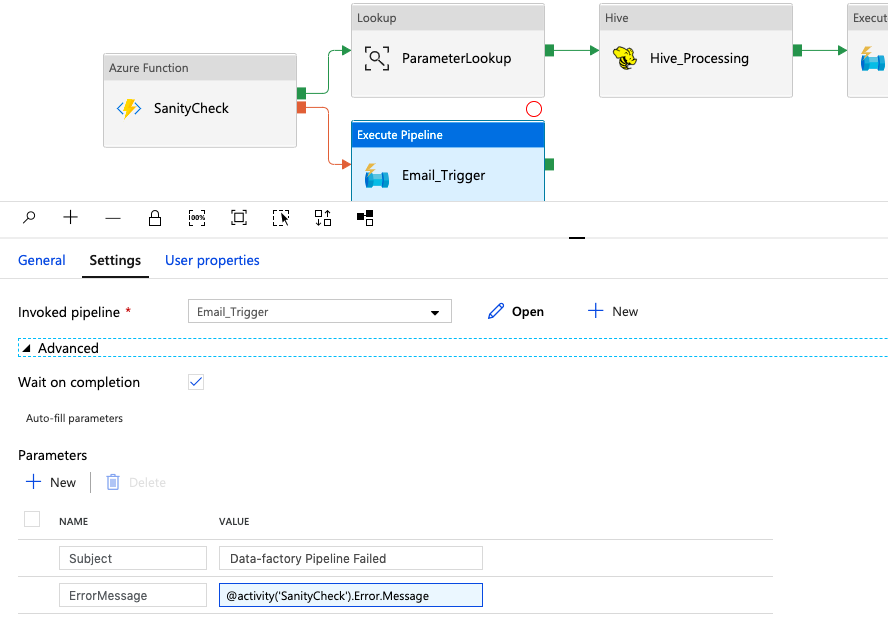 Lookup
ParameterLookup
Hive
Hive_Processing
Execut
Azure Function
SanityCheck
Execute Pipeline
Email_Trigger
100%
General
Settings
User properties
Invoked pipeline *
Email_Trigger
Open
New
Advanced
Wait on completion
Auto-fill parameters
Parameters
New
Delete
NAME
VALUE
Subject
Data-factory Pipeline Failed
ErrorMessage
@activity('SanityCheck').Error.Message